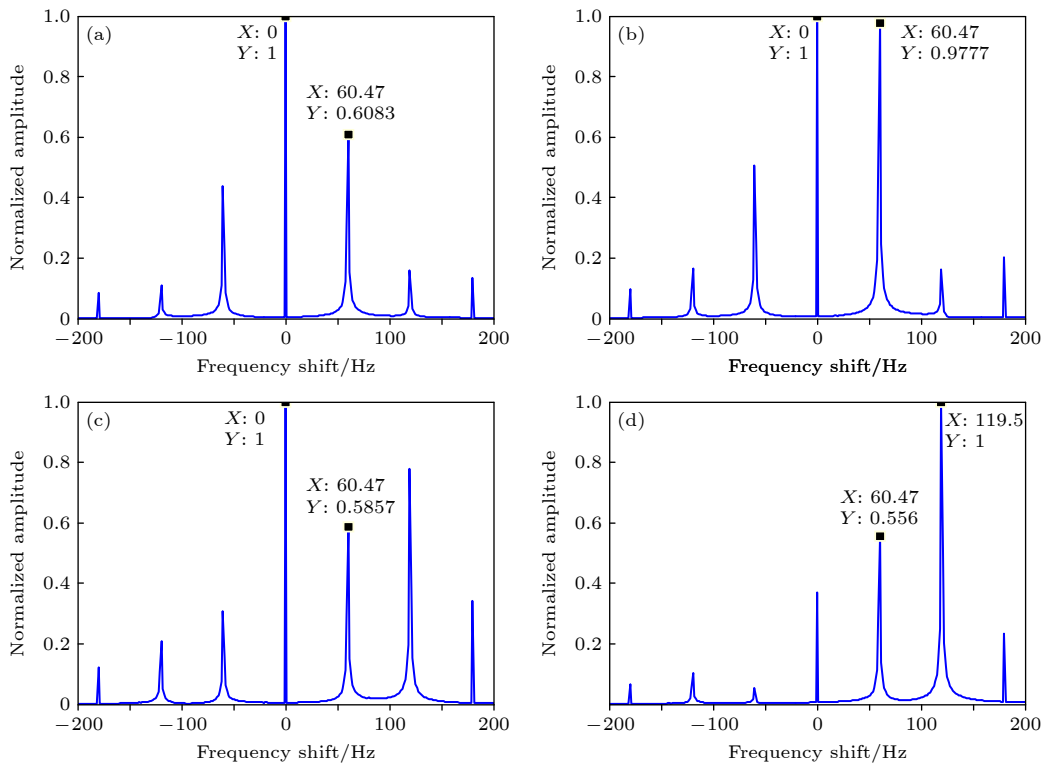 (a)
X: 0
Y: 1
X: 60.47
Y: 0.6083
1.0
0.8
0.6
0.4
0.2
0
Normalized amplitude
−200
−100
0
100
200
Frequency shift/Hz
(b)
X: 0
Y: 1
X: 60.47
Y: 0.9777
1.0
0.8
0.6
0.4
0.2
0
Normalized amplitude
−200
−100
0
100
200
Frequency shift/Hz
(c)
X: 0
Y: 1
X: 60.47
Y: 0.5857
1.0
0.8
0.6
0.4
0.2
0
Normalized amplitude
−200
−100
0
100
200
Frequency shift/Hz
(d)
X: 119.5
Y: 1
X: 60.47
Y: 0.556
1.0
0.8
0.6
0.4
0.2
0
Normalized amplitude
−200
−100
0
100
200
Frequency shift/Hz